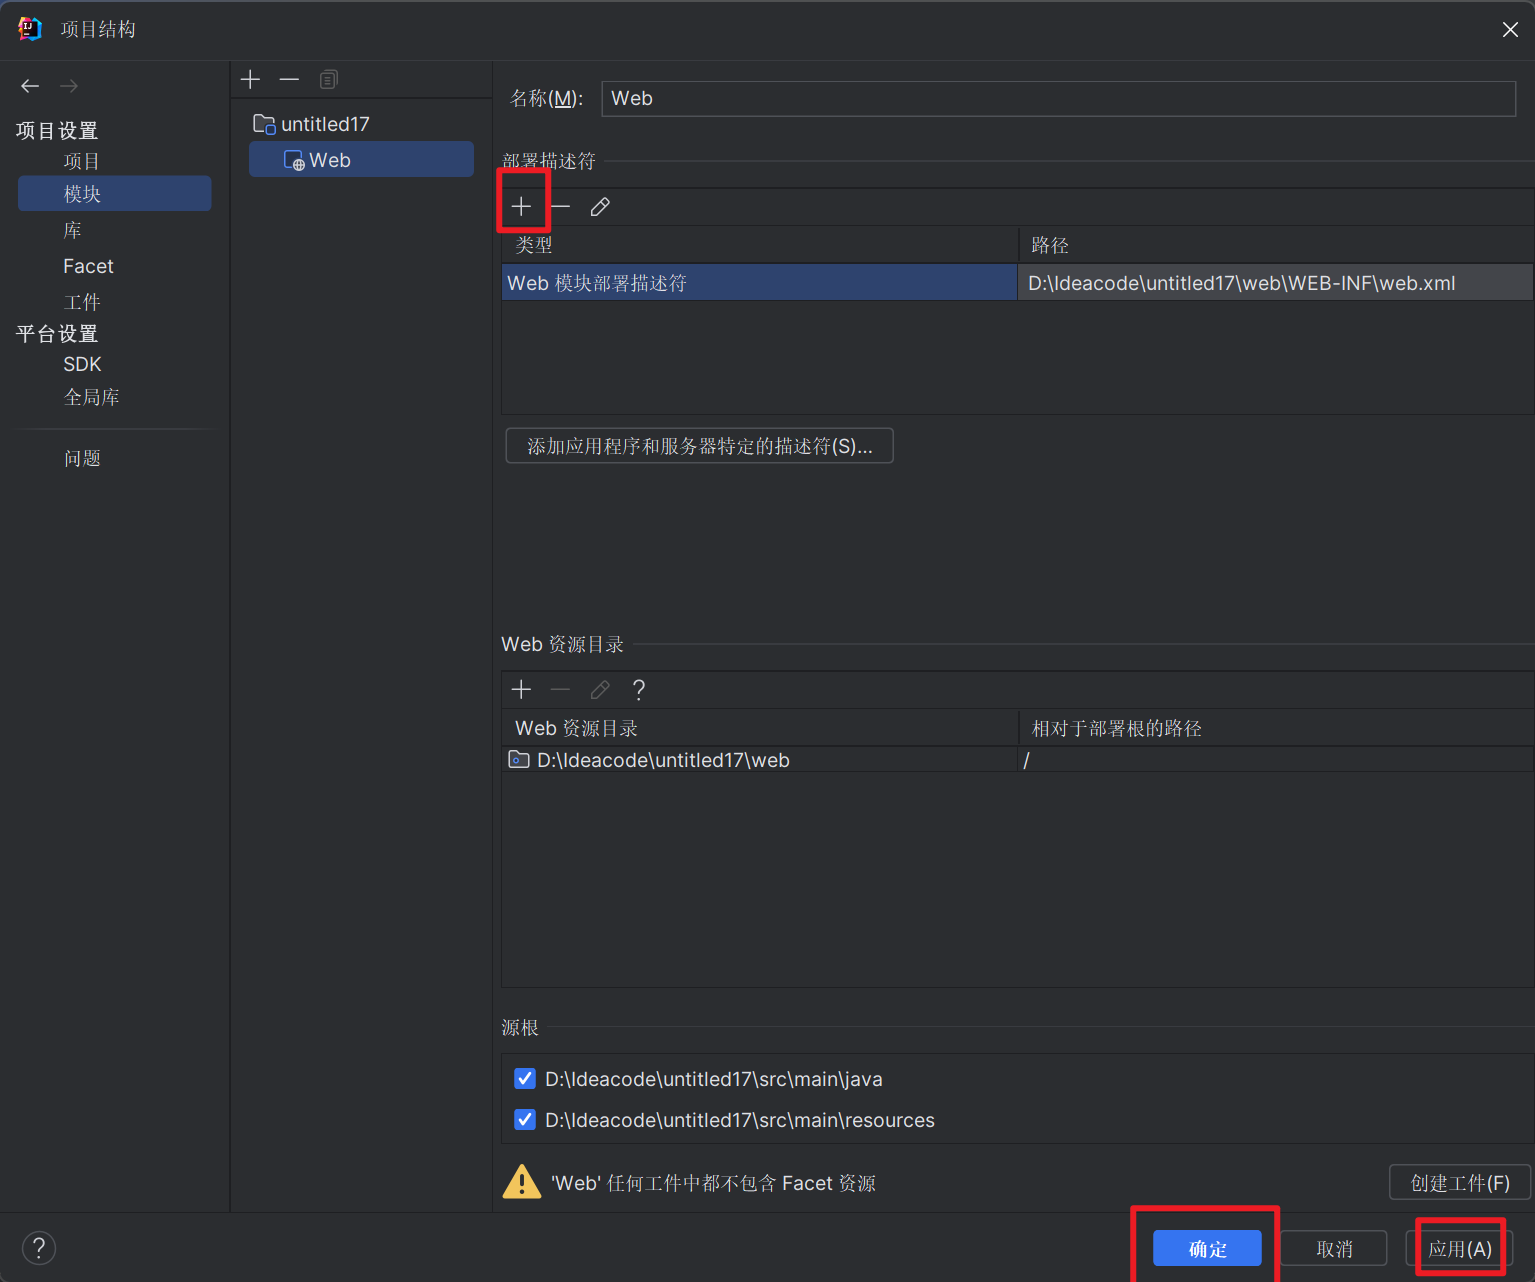 项目结构
项目设置
项目
模块
库
Facet
工件
平台设置
SDK
全局库
问题
untitled17
Web
名称(M):
Web
部署描述符
类型
路径
Web 模块部署描述符
D:\Ideacode\untitled17\web\WEB-INF\web.xml
添加应用程序和服务器特定的描述符(S)...
Web 资源目录
?
Web 资源目录
相对于部署根的路径
D:\Ideacode\untitled17\web
/
源根
D:\Ideacode\untitled17\src\main\java
D:\Ideacode\untitled17\src\main\resources
'Web' 任何工件中都不包含 Facet 资源
创建工件(F)
?
确定
取消
应用(A)